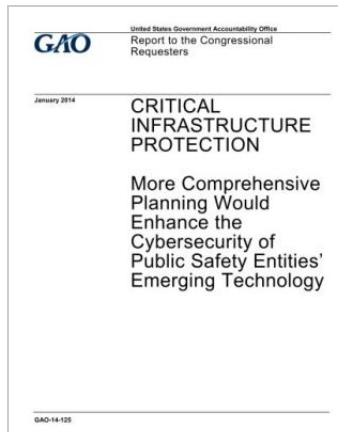 GAO
United States Government Accountability Office
Report to the Congressional
Requesters
January 2014
CRITICAL
INFRASTRUCTURE
PROTECTION
More Comprehensive
Planning Would
Enhance the
Cybersecurity of
Public Safety Entities’
Emerging Technology
GAO-14-125